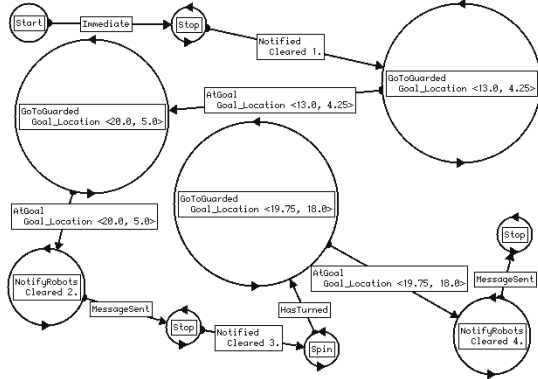 Start
Immediate
Stop
Notified
Cleared 1.
GoToGuarded
Goal_Location <13.0, 4.25>
AtGoal
Goal_Location <13.0, 4.25>
GoToGuarded
Goal_Location <20.0, 5.0>
AtGoal
Goal_Location <20.0, 5.0>
NotifyRobots
Cleared 2.
MessageSent
Stop
Notified
Cleared 3.
Spin
HasTurned
GoToGuarded
Goal_Location <19.75, 18.0>
AtGoal
Goal_Location <19.75, 18.0>
NotifyRobots
Cleared 4.
MessageSent
Stop